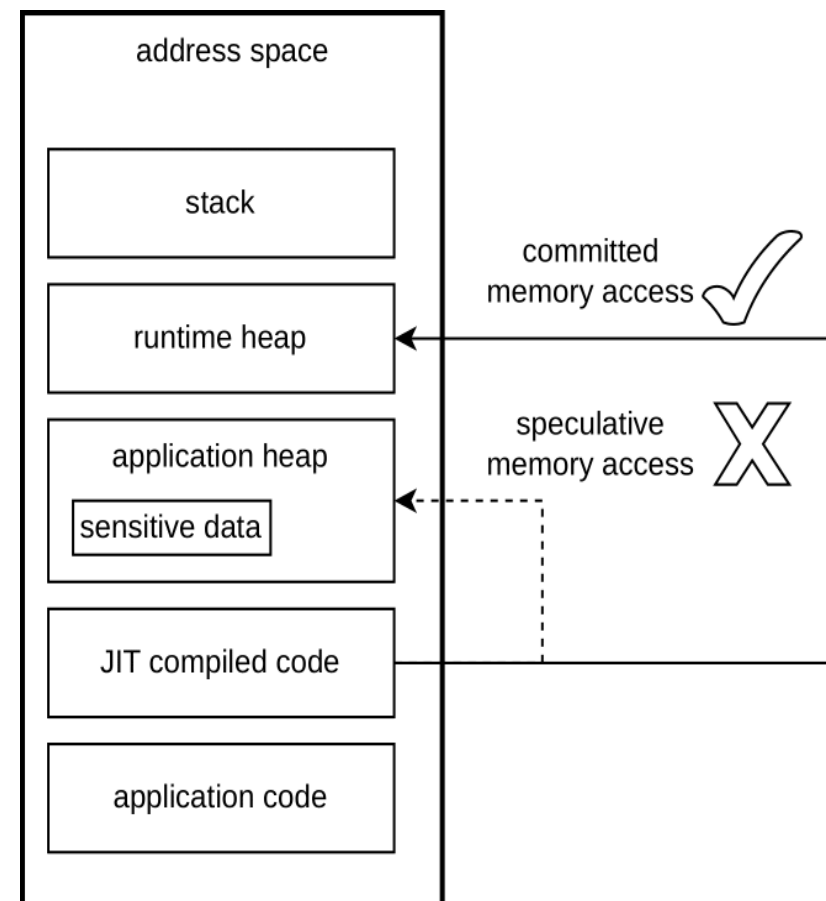 address space
stack
committed
memory access
runtime heap
speculative
memory access
application heap
sensitive data
JIT compiled code
application code